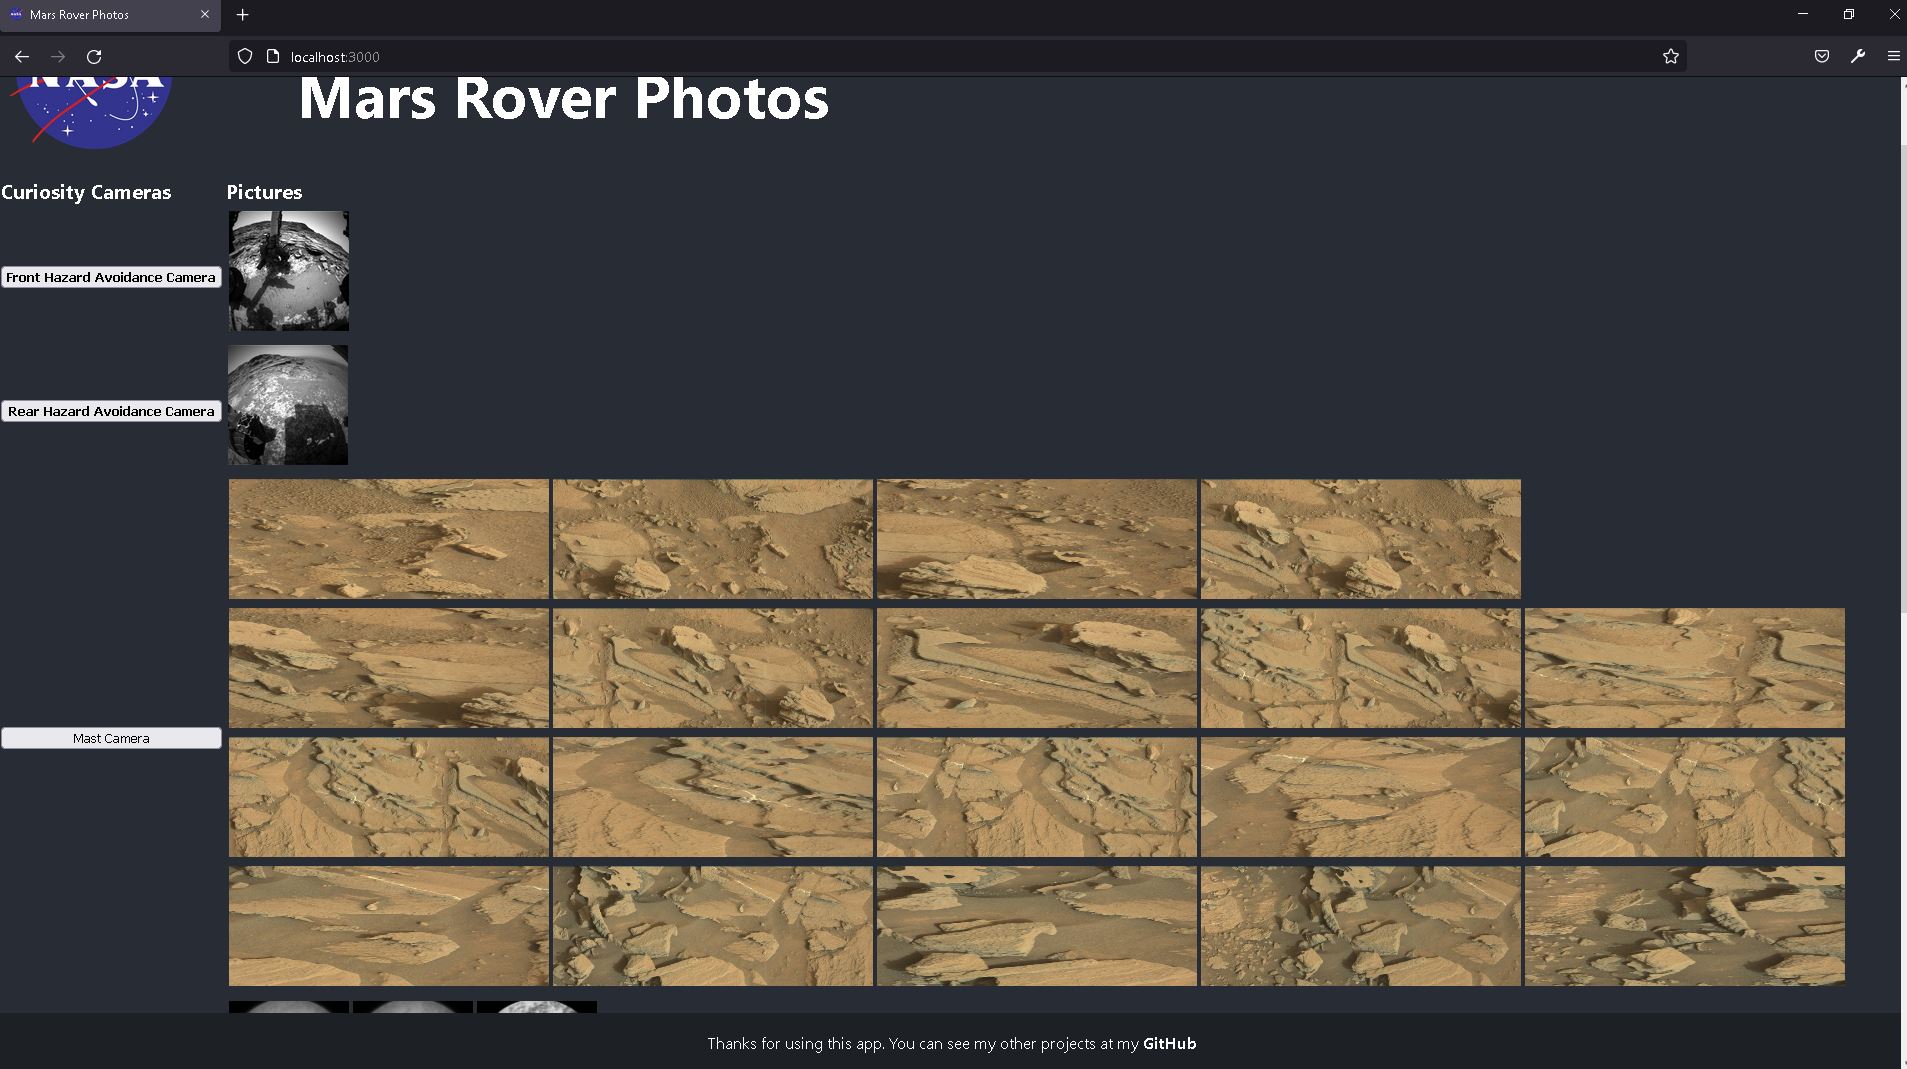 Mars Rover Photos
localhost:3000
NASA
Mars Rover Photos
Curiosity Cameras
Pictures
Front Hazard Avoidance Camera
Rear Hazard Avoidance Camera
Mast Camera
Thanks for using this app. You can see my other projects at my GitHub